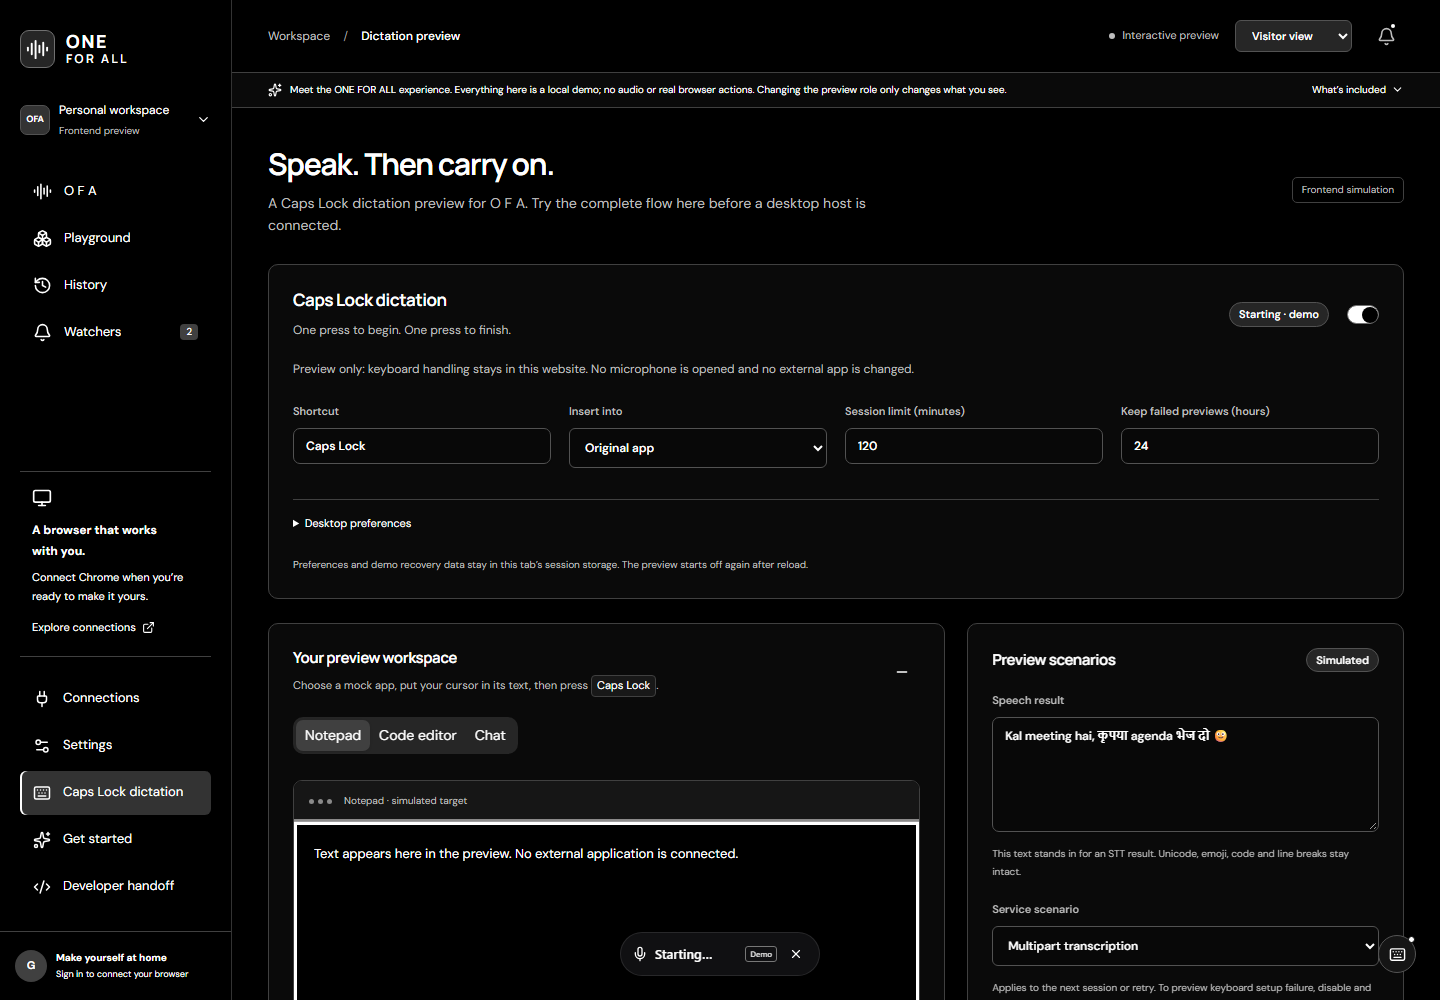 ONE
FOR ALL
OFA
Personal workspace
Frontend preview
O F A
Playground
History
Watchers
2
A browser that works
with you.
Connect Chrome when you're
ready to make it yours.
Explore connections
Connections
Settings
Caps Lock dictation
Get started
Developer handoff
G
Make yourself at home
Sign in to connect your browser
Workspace / Dictation preview
Interactive preview
Visitor view
Meet the ONE FOR ALL experience. Everything here is a local demo; no audio or real browser actions. Changing the preview role only changes what you see.
What's included
Speak. Then carry on.
A Caps Lock dictation preview for O F A. Try the complete flow here before a desktop host is
connected.
Frontend simulation
Caps Lock dictation
One press to begin. One press to finish.
Starting · demo
Preview only: keyboard handling stays in this website. No microphone is opened and no external app is changed.
Shortcut
Caps Lock
Insert into
Original app
Session limit (minutes)
120
Keep failed previews (hours)
24
Desktop preferences
Preferences and demo recovery data stay in this tab's session storage. The preview starts off again after reload.
Your preview workspace
Choose a mock app, put your cursor in its text, then press Caps Lock.
Notepad
Code editor
Chat
Notepad · simulated target
Text appears here in the preview. No external application is connected.
Starting...
Demo
Preview scenarios
Simulated
Speech result
Kal meeting hai, कृपया agenda भेज दो 😀
This text stands in for an STT result. Unicode, emoji, code and line breaks stay
intact.
Service scenario
Multipart transcription
Applies to the next session or retry. To preview keyboard setup failure, disable and